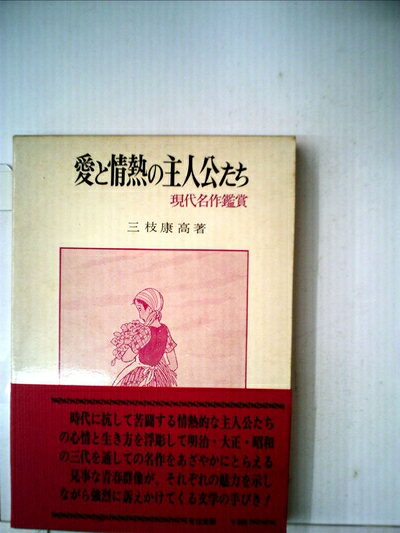 愛と情熱の主人公たち
現代名作鑑賞
三枝康高著
時代に抗して苦闘する情熱的な主人公たち
の心情と生き方を浮彫して明治・大正・昭和
の三代を通しての名作をあざやかにとらえる
見事な青春群像が、それぞれの魅力を示し
ながら強烈に訴えかけてくる文学の手びき！